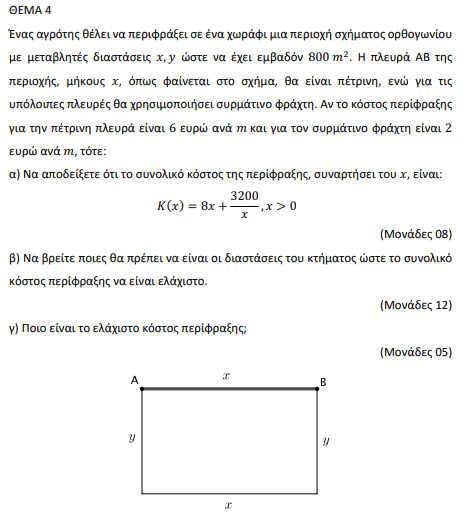 ΘΕΜΑ 4
Ένας αγρότης θέλει να περιφράξει σε ένα χωράφι μια περιοχή σχήματος ορθογωνίου
με μεταβλητές διαστάσεις x, y ώστε να έχει εμβαδόν 800 m². Η πλευρά ΑΒ της
περιοχής, μήκους x, όπως φαίνεται στο σχήμα, θα είναι πέτρινη, ενώ για τις
υπόλοιπες πλευρές θα χρησιμοποιήσει συρμάτινο φράχτη. Αν το κόστος περίφραξης
για την πέτρινη πλευρά είναι 6 ευρώ ανά m και για τον συρμάτινο φράχτη είναι 2
ευρώ ανά m, τότε:
α) Να αποδείξετε ότι το συνολικό κόστος της περίφραξης, συναρτήσει του x, είναι:
K(x) = 8x + 3200/x, x > 0
(Μονάδες 08)
β) Να βρείτε ποιες θα πρέπει να είναι οι διαστάσεις του κτήματος ώστε το συνολικό
κόστος περίφραξης να είναι ελάχιστο.
(Μονάδες 12)
γ) Ποιο είναι το ελάχιστο κόστος περίφραξης;
(Μονάδες 05)
A x B
y y
x